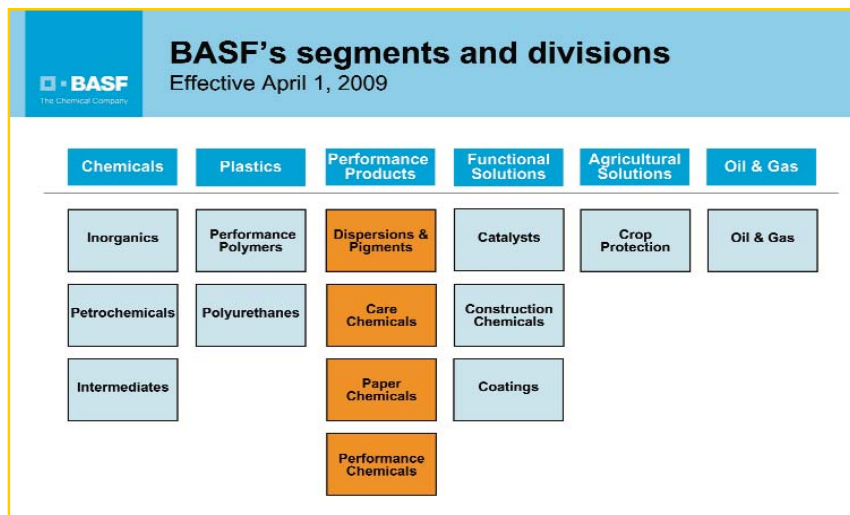 BASF's segments and divisions
Effective April 1, 2009
BASF
The Chemical Company
Chemicals
Plastics
Performance
Products
Functional
Solutions
Agricultural
Solutions
Oil & Gas
Inorganics
Performance
Polymers
Dispersions &
Pigments
Catalysts
Crop
Protection
Oil & Gas
Petrochemicals
Polyurethanes
Care
Chemicals
Construction
Chemicals
Intermediates
Paper
Chemicals
Coatings
Performance
Chemicals